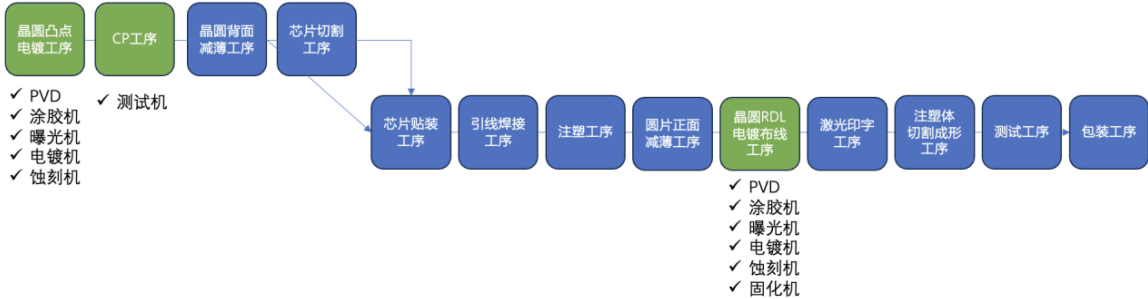 晶圆凸点
电镀工序
CP工序
晶圆背面
减薄工序
芯片切割
工序
✓ PVD
✓ 涂胶机
✓ 曝光机
✓ 电镀机
✓ 蚀刻机
✓ 测试机
芯片贴装
工序
引线焊接
工序
注塑工序
圆片正面
减薄工序
晶圆RDL
电镀布线
工序
激光印字
工序
注塑体
切割成形
工序
测试工序
包装工序
✓ PVD
✓ 涂胶机
✓ 曝光机
✓ 电镀机
✓ 蚀刻机
✓ 固化机